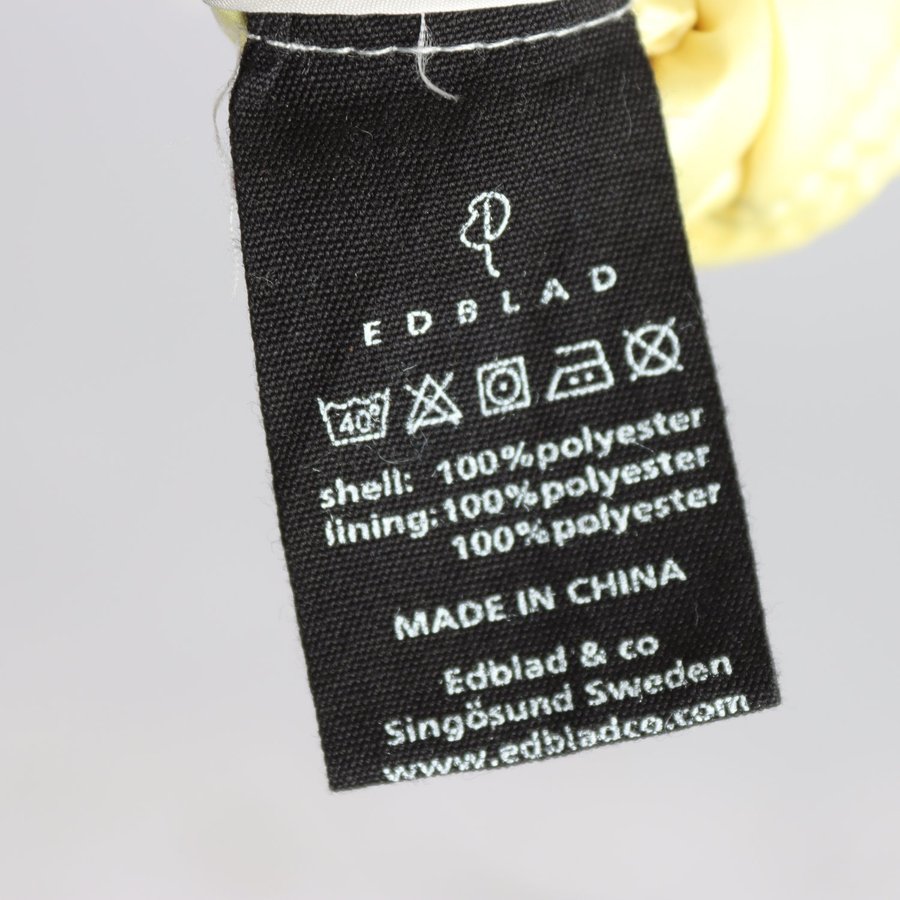 EDBLAD
40°
shell: 100%polyester
lining:100%polyester
100%polyester
MADE IN CHINA
Edblad & co
Singösund Sweden
www.edbladco.com